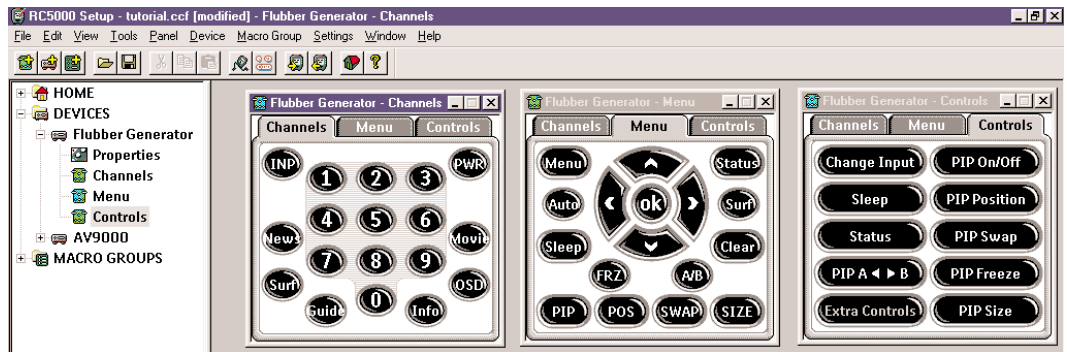 RC5000 Setup - tutorial.ccf [modified] - Flubber Generator - Channels
File Edit View Tools Panel Device Macro Group Settings Window Help
HOME
DEVICES
Flubber Generator
Properties
Channels
Menu
Controls
AV9000
MACRO GROUPS
Flubber Generator - Channels
Channels Menu Controls
INP PWR
1 2 3
4 5 6
News Movie
7 8 9
Surf OSD
Guide 0 Info
Flubber Generator - Menu
Channels Menu Controls
Menu Status
Auto ok Surf
Sleep Clear
FRZ A/B
PIP POS SWAP SIZE
Flubber Generator - Controls
Channels Menu Controls
Change Input PIP On/Off
Sleep PIP Position
Status PIP Swap
PIP A ◄ ► B PIP Freeze
Extra Controls PIP Size